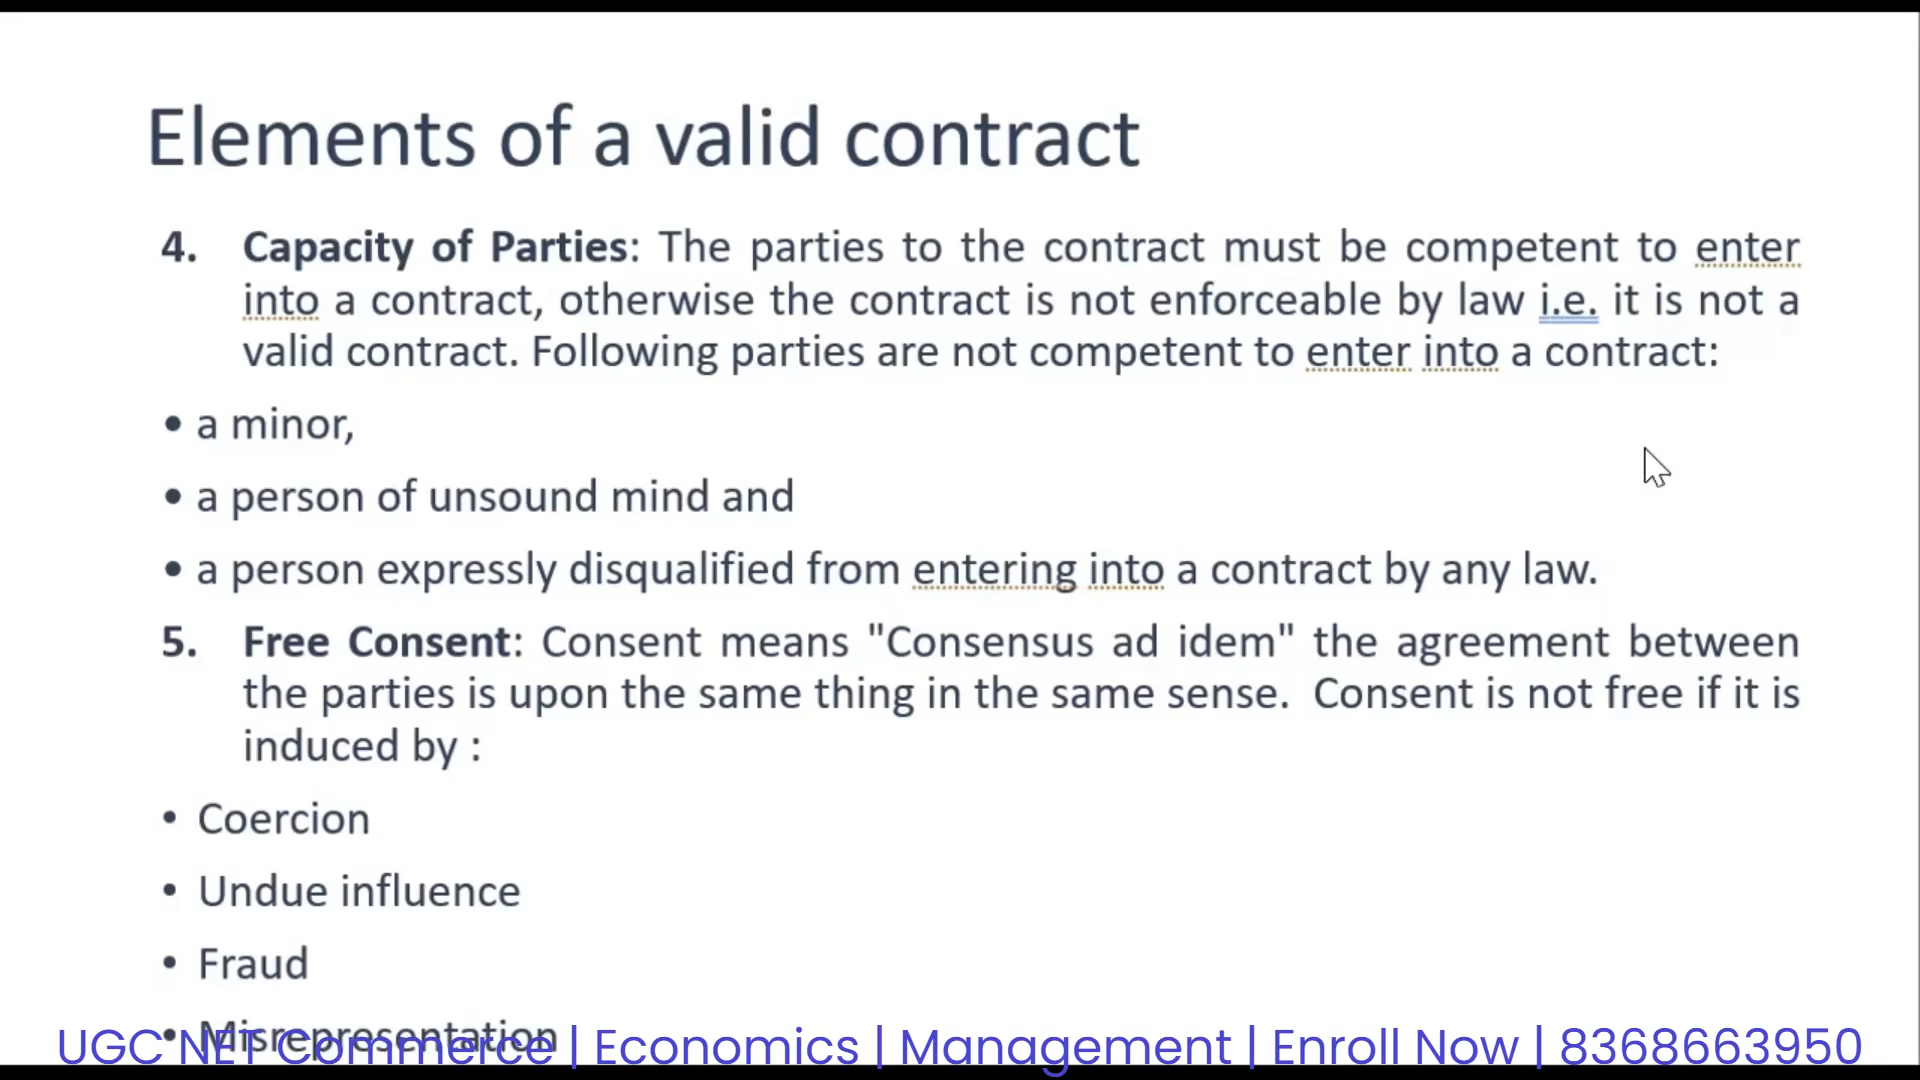 Elements of a valid contract
4. Capacity of Parties: The parties to the contract must be competent to enter
into a contract, otherwise the contract is not enforceable by law i.e. it is not a
valid contract. Following parties are not competent to enter into a contract:
• a minor,
• a person of unsound mind and
• a person expressly disqualified from entering into a contract by any law.
5. Free Consent: Consent means "Consensus ad idem" the agreement between
the parties is upon the same thing in the same sense. Consent is not free if it is
induced by :
• Coercion
• Undue influence
• Fraud
• Misrepresentation
UGC NET Commerce | Economics | Management | Enroll Now | 8368663950